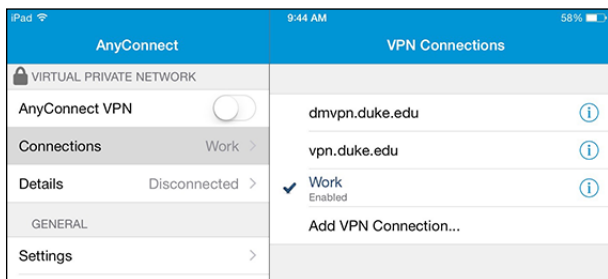 iPad
9:44 AM
58%
AnyConnect
VPN Connections
VIRTUAL PRIVATE NETWORK
AnyConnect VPN
Connections Work
Details Disconnected
GENERAL
Settings
dmvpn.duke.edu
vpn.duke.edu
Work
Enabled
Add VPN Connection...